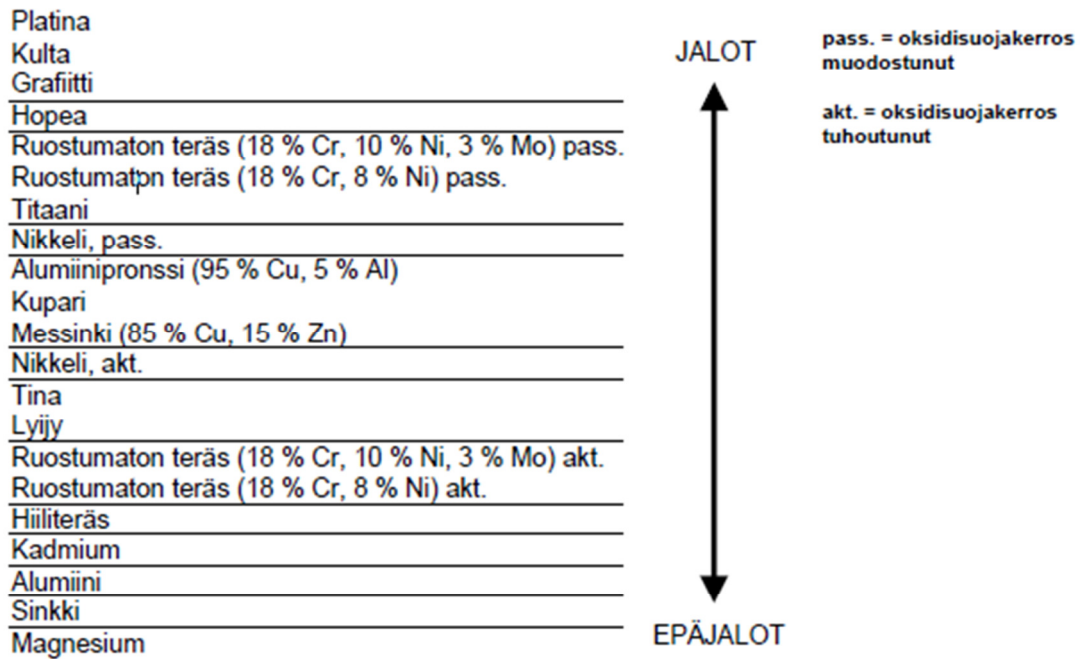 Platina
Kulta
Grafiitti
Hopea
Ruostumaton teräs (18 % Cr, 10 % Ni, 3 % Mo) pass.
Ruostumaton teräs (18 % Cr, 8 % Ni) pass.
Titaani
Nikkeli, pass.
Alumiinipronssi (95 % Cu, 5 % Al)
Kupari
Messinki (85 % Cu, 15 % Zn)
Nikkeli, akt.
Tina
Lyijy
Ruostumaton teräs (18 % Cr, 10 % Ni, 3 % Mo) akt.
Ruostumaton teräs (18 % Cr, 8 % Ni) akt.
Hiiliteräs
Kadmium
Alumiini
Sinkki
Magnesium
JALOT
EPÄJALOT
pass. = oksidisuojakerros
muodostunut
akt. = oksidisuojakerros
tuhoutunut